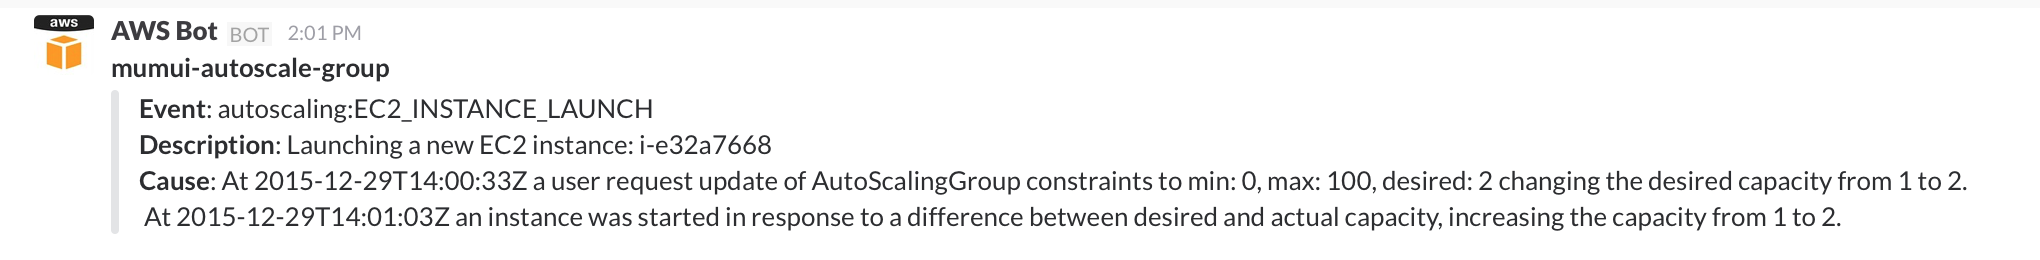 aws
AWS Bot BOT 2:01 PM
mumui-autoscale-group
Event: autoscaling:EC2_INSTANCE_LAUNCH
Description: Launching a new EC2 instance: i-e32a7668
Cause: At 2015-12-29T14:00:33Z a user request update of AutoScalingGroup constraints to min: 0, max: 100, desired: 2 changing the desired capacity from 1 to 2.
At 2015-12-29T14:01:03Z an instance was started in response to a difference between desired and actual capacity, increasing the capacity from 1 to 2.